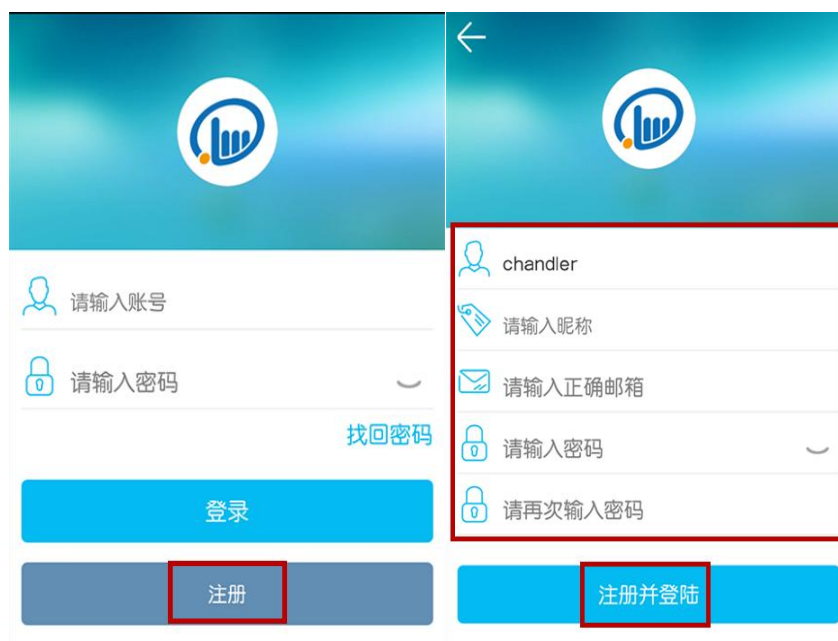 请输入账号
请输入密码
找回密码
登录
注册
chandler
请输入昵称
请输入正确邮箱
请输入密码
请再次输入密码
注册并登陆